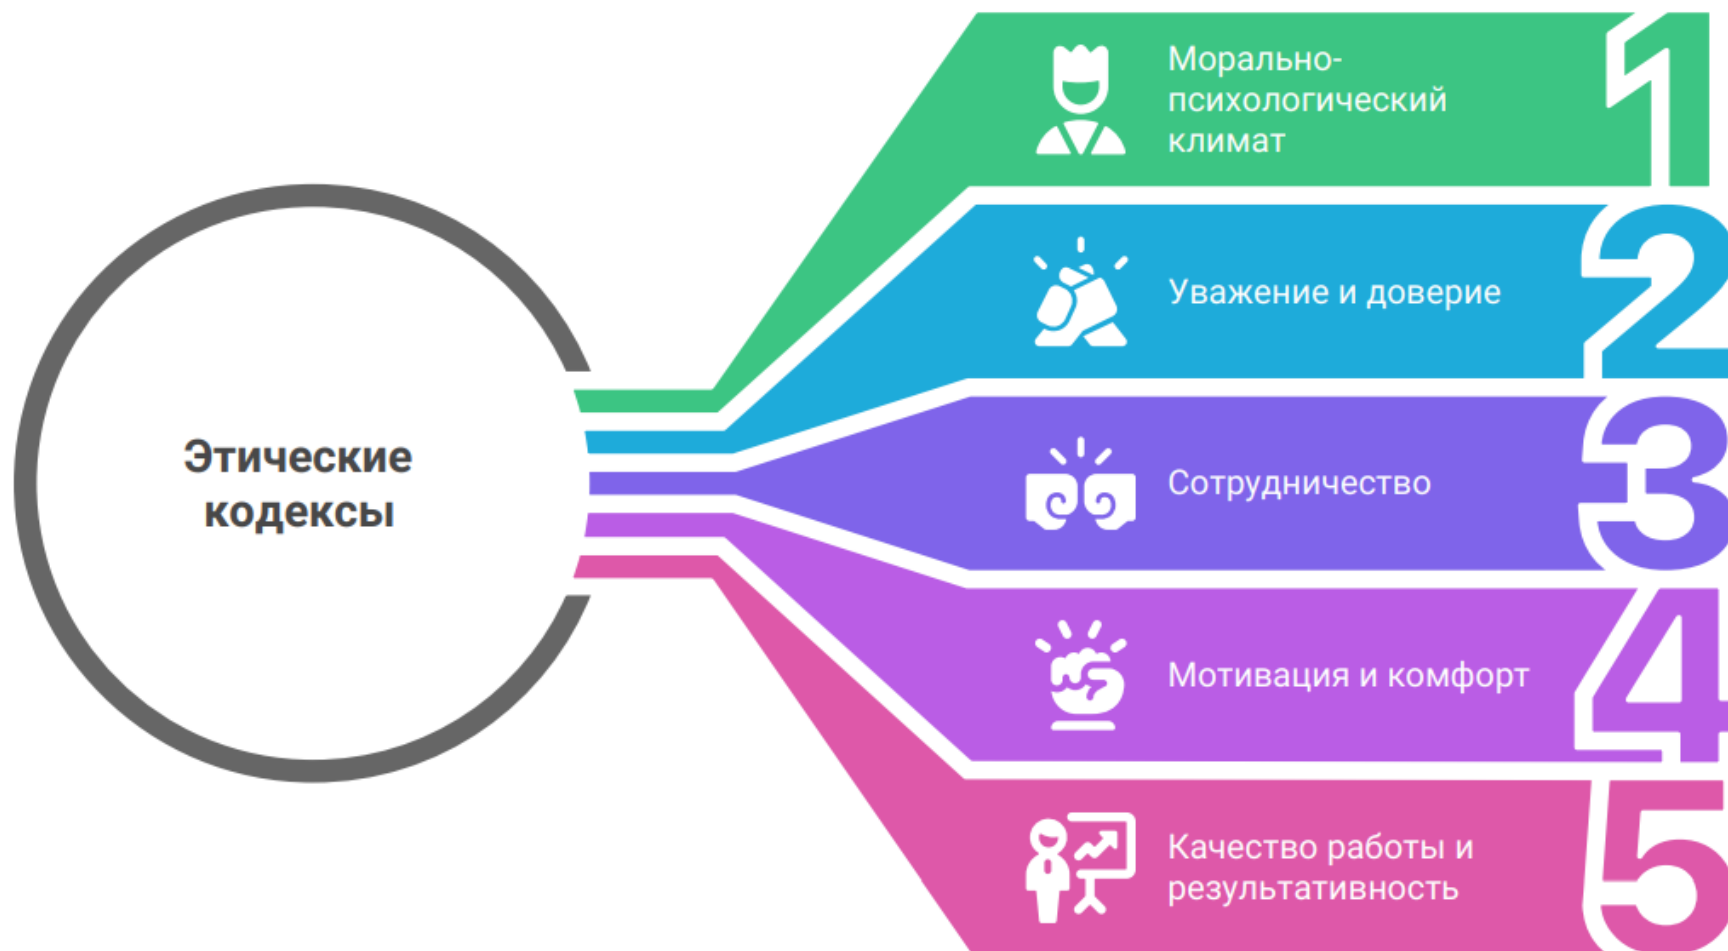 Этические
кодексы
Морально-
психологический
климат
1
Уважение и доверие
2
Сотрудничество
3
Мотивация и комфорт
4
Качество работы и
результативность
5